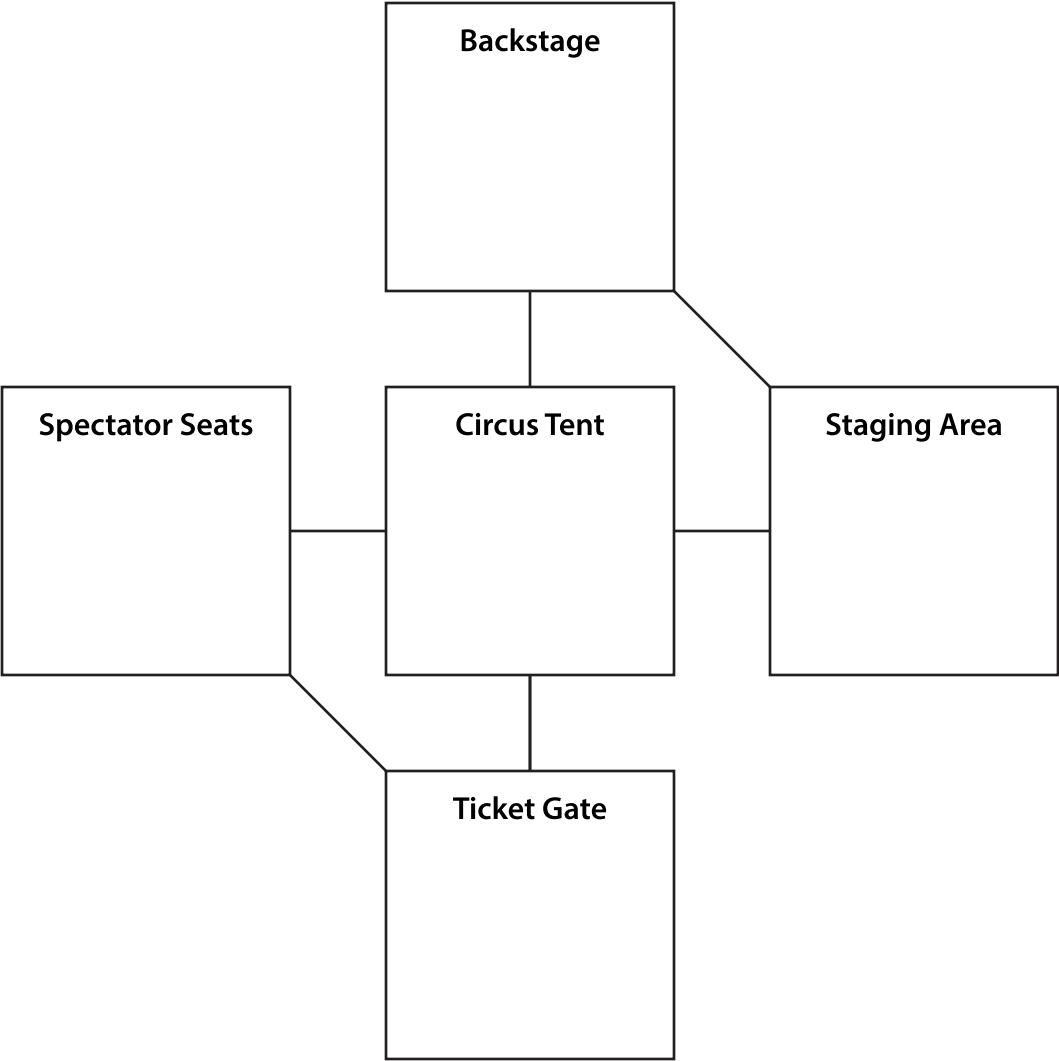 Backstage
Spectator Seats
Circus Tent
Staging Area
Ticket Gate